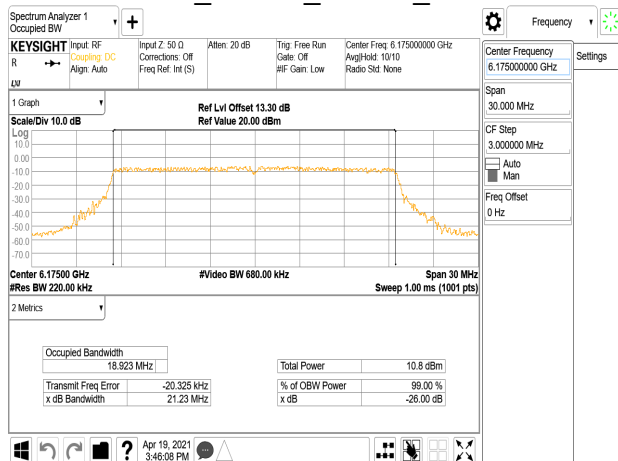 Spectrum Analyzer 1
Occupied BW
Frequency
KEYSIGHT
Input: RF
Coupling: DC
Align: Auto
Input Z: 50 Ω
Corrections: Off
Freq Ref: Int (S)
Atten: 20 dB
Trig: Free Run
Gate: Off
#IF Gain: Low
Center Freq: 6.175000000 GHz
Avg|Hold: 10/10
Radio Std: None
R
LXI
Center Frequency
6.175000000 GHz
Settings
Span
30.000 MHz
CF Step
3.000000 MHz
Auto
Man
Freq Offset
0 Hz
1 Graph
Scale/Div 10.0 dB
Ref Lvl Offset 13.30 dB
Ref Value 20.00 dBm
Log
10.0
0.00
-10.0
-20.0
-30.0
-40.0
-50.0
-60.0
-70.0
Center 6.17500 GHz
#Video BW 680.00 kHz
Span 30 MHz
#Res BW 220.00 kHz
Sweep 1.00 ms (1001 pts)
2 Metrics
Occupied Bandwidth
18.923 MHz
Total Power 10.8 dBm
Transmit Freq Error -20.325 kHz
% of OBW Power 99.00 %
x dB Bandwidth 21.23 MHz
x dB -26.00 dB
?
Apr 19, 2021
3:46:08 PM